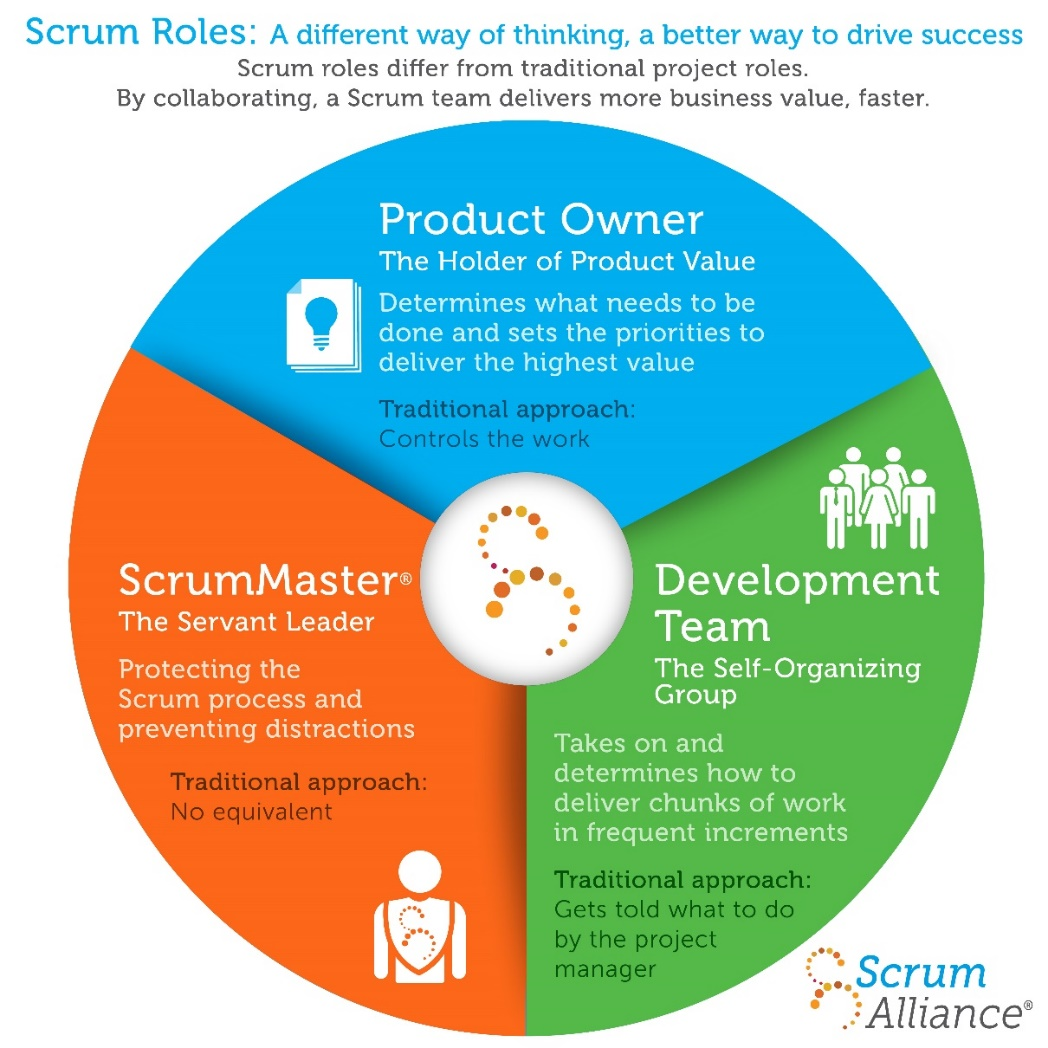 Scrum Roles: A different way of thinking, a better way to drive success
Scrum roles differ from traditional project roles.
By collaborating, a Scrum team delivers more business value, faster.
Product Owner
The Holder of Product Value
Determines what needs to be
done and sets the priorities to
deliver the highest value
Traditional approach:
Controls the work
ScrumMaster®
The Servant Leader
Protecting the
Scrum process and
preventing distractions
Traditional approach:
No equivalent
Development
Team
The Self-Organizing
Group
Takes on and
determines how to
deliver chunks of work
in frequent increments
Traditional approach:
Gets told what to do
by the project
manager
Scrum
Alliance®